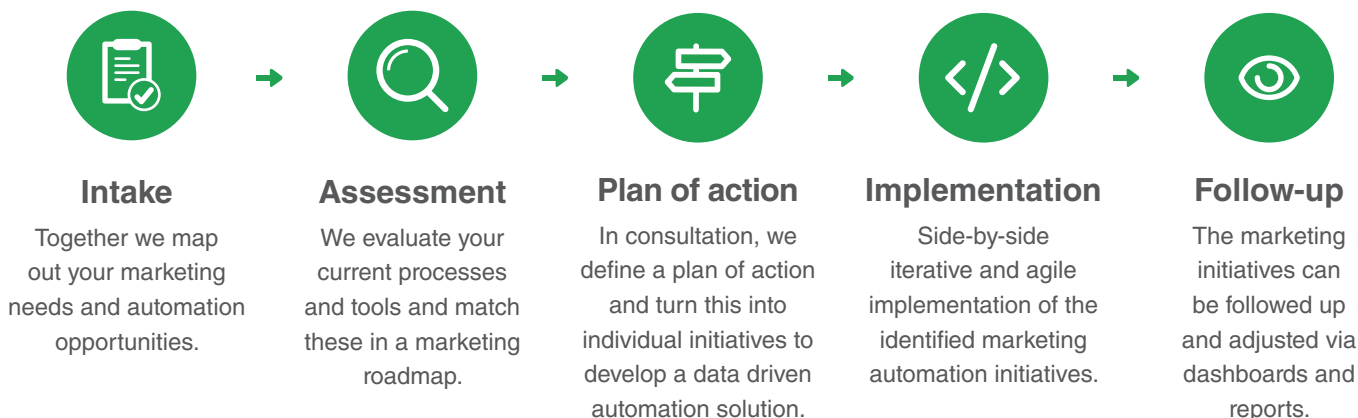 Intake
Together we map
out your marketing
needs and automation
opportunities.
Assessment
We evaluate your
current processes
and tools and match
these in a marketing
roadmap.
Plan of action
In consultation, we
define a plan of action
and turn this into
individual initiatives to
develop a data driven
automation solution.
Implementation
Side-by-side
iterative and agile
implementation of the
identified marketing
automation initiatives.
Follow-up
The marketing
initiatives can
be followed up
and adjusted via
dashboards and
reports.